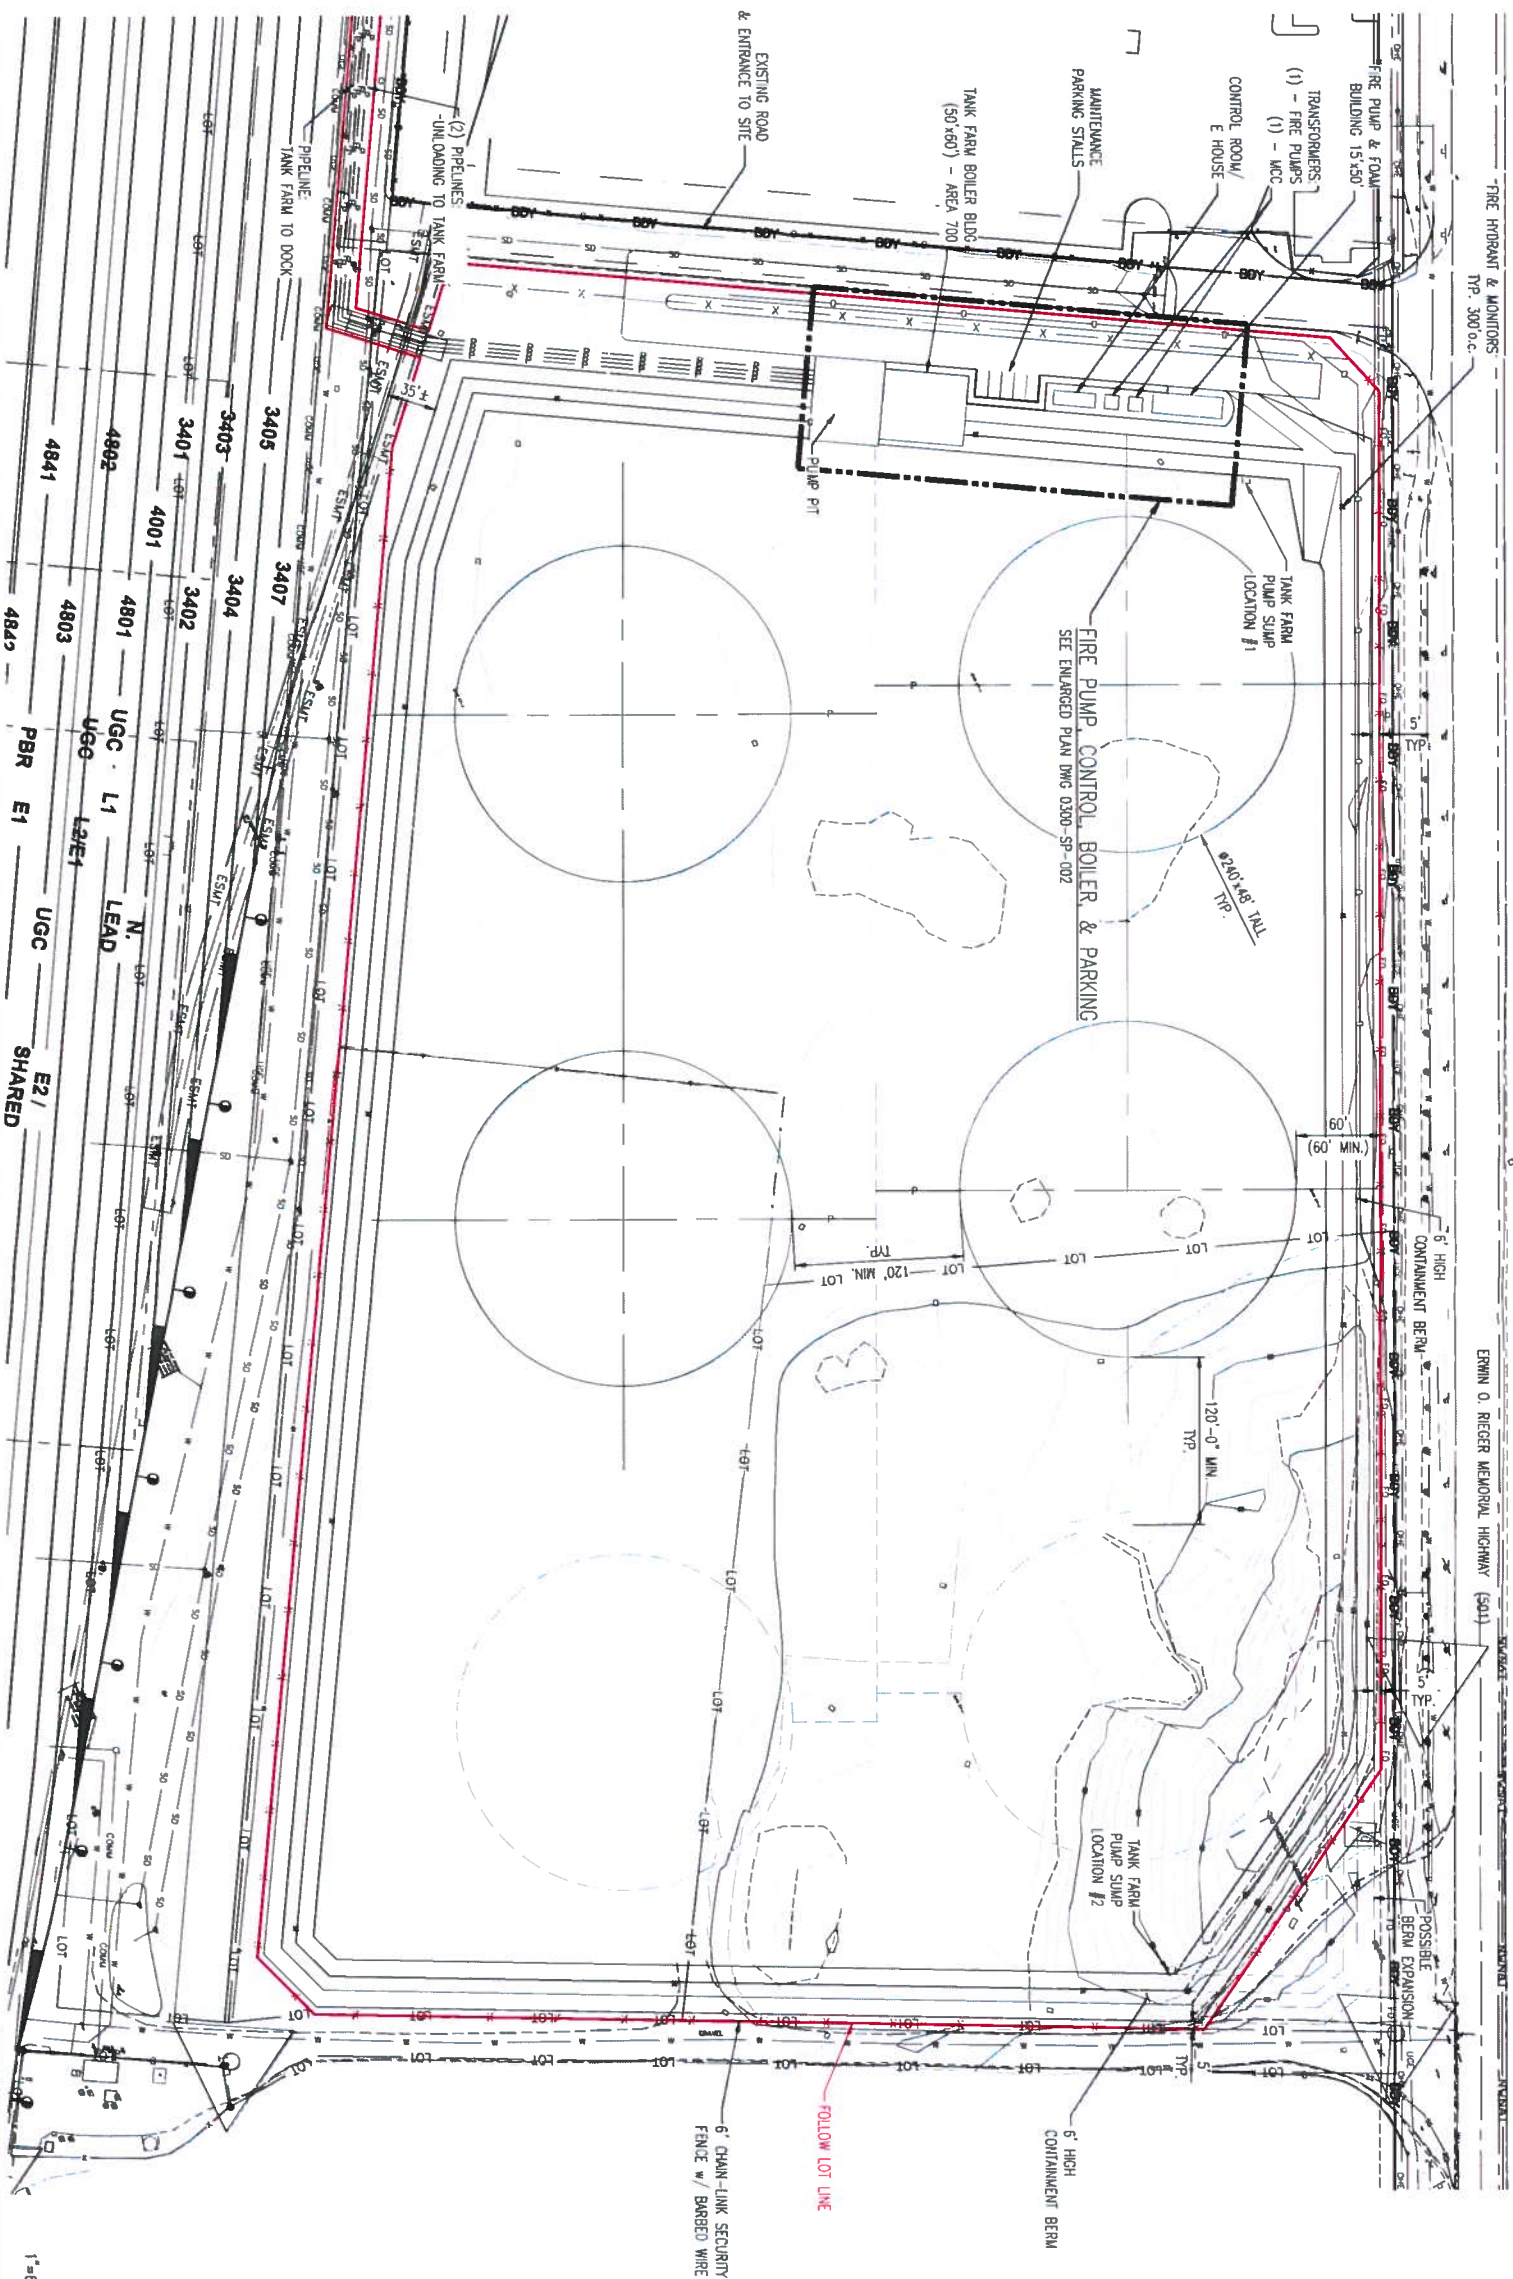 FIRE HYDRANT & MONITORS
TYP. 300'o.c.
ERWIN O. RIEGER MEMORIAL HIGHWAY (501)
FIRE PUMP & FOAM
BUILDING 15'x50'
TRANSFORMERS:
(1) - FIRE PUMPS
(1) - MCC
CONTROL ROOM/
E HOUSE
MAINTENANCE
PARKING STALLS
TANK FARM BOILER BLDG
(50'x60') - AREA 700
EXISTING ROAD
& ENTRANCE TO SITE
(2) PIPELINES:
-UNLOADING TO TANK FARM
PIPELINE:
TANK FARM TO DOCK
35'±
PUMP PIT
TANK FARM
PUMP SUMP
LOCATION #1
FIRE PUMP, CONTROL, BOILER, & PARKING
SEE ENLARGED PLAN DWG 0300-SP-002
ø240'x48' TALL
TYP.
5'
TYP.
60'
(60' MIN.)
6' HIGH
CONTAINMENT BERM
120' MIN.
TYP.
120'-0" MIN.
TYP.
5'
TYP.
POSSIBLE
BERM EXPANSION
TANK FARM
PUMP SUMP
LOCATION #2
5'
TYP.
6' HIGH
CONTAINMENT BERM
FOLLOW LOT LINE
6' CHAIN-LINK SECURITY
FENCE w/ BARBED WIRE
3405
3407
3403
3404
3401
3402
4001
4802
4801
UGC L1
N.
LEAD
4841
4803
UGC
L2/E1
4842
PBR E1
UGC
E2 /
SHARED
BDY
LOT
ESMT
SD
COMM
OHE